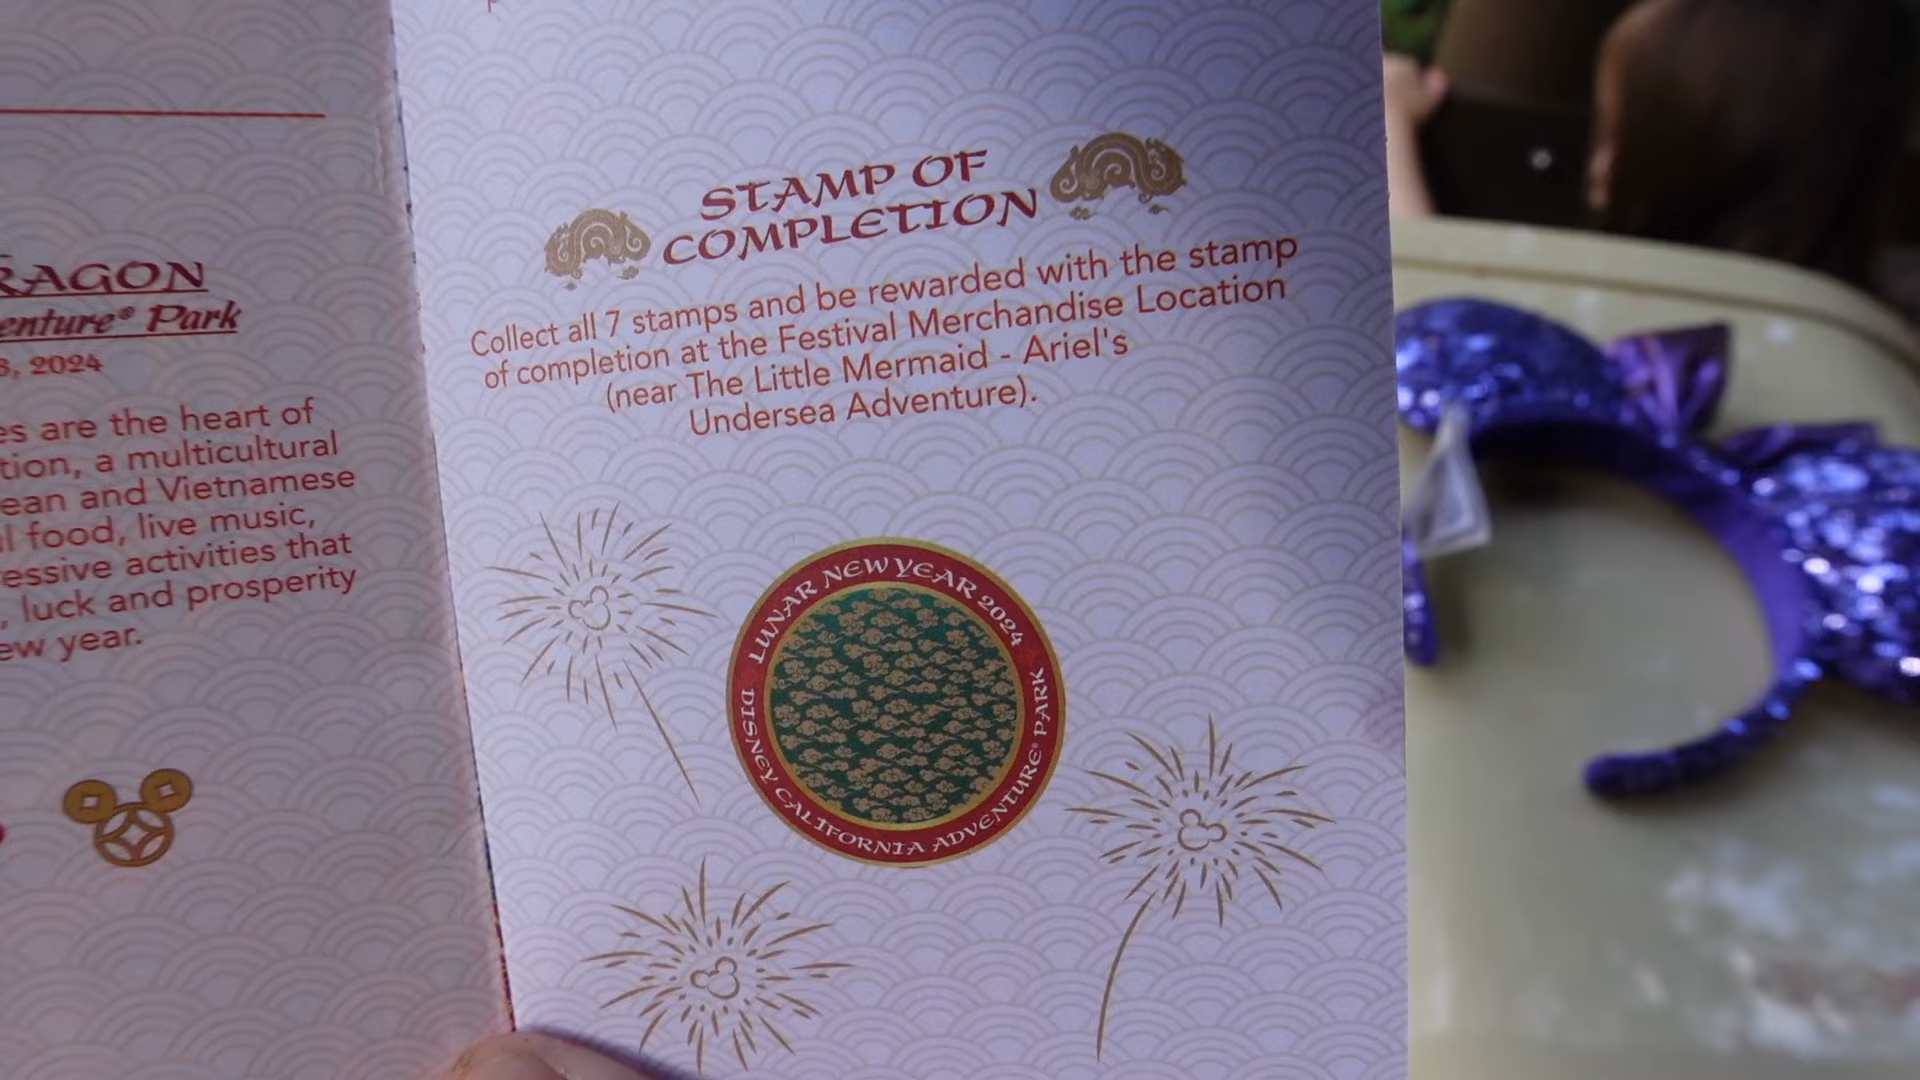 RAGON
enture® Park
8, 2024
es are the heart of
tion, a multicultural
ean and Vietnamese
l food, live music,
essive activities that
, luck and prosperity
ew year.
STAMP OF
COMPLETION
Collect all 7 stamps and be rewarded with the stamp
of completion at the Festival Merchandise Location
(near The Little Mermaid - Ariel's
Undersea Adventure).
LUNAR NEW YEAR 2024
DISNEY CALIFORNIA ADVENTURE® PARK